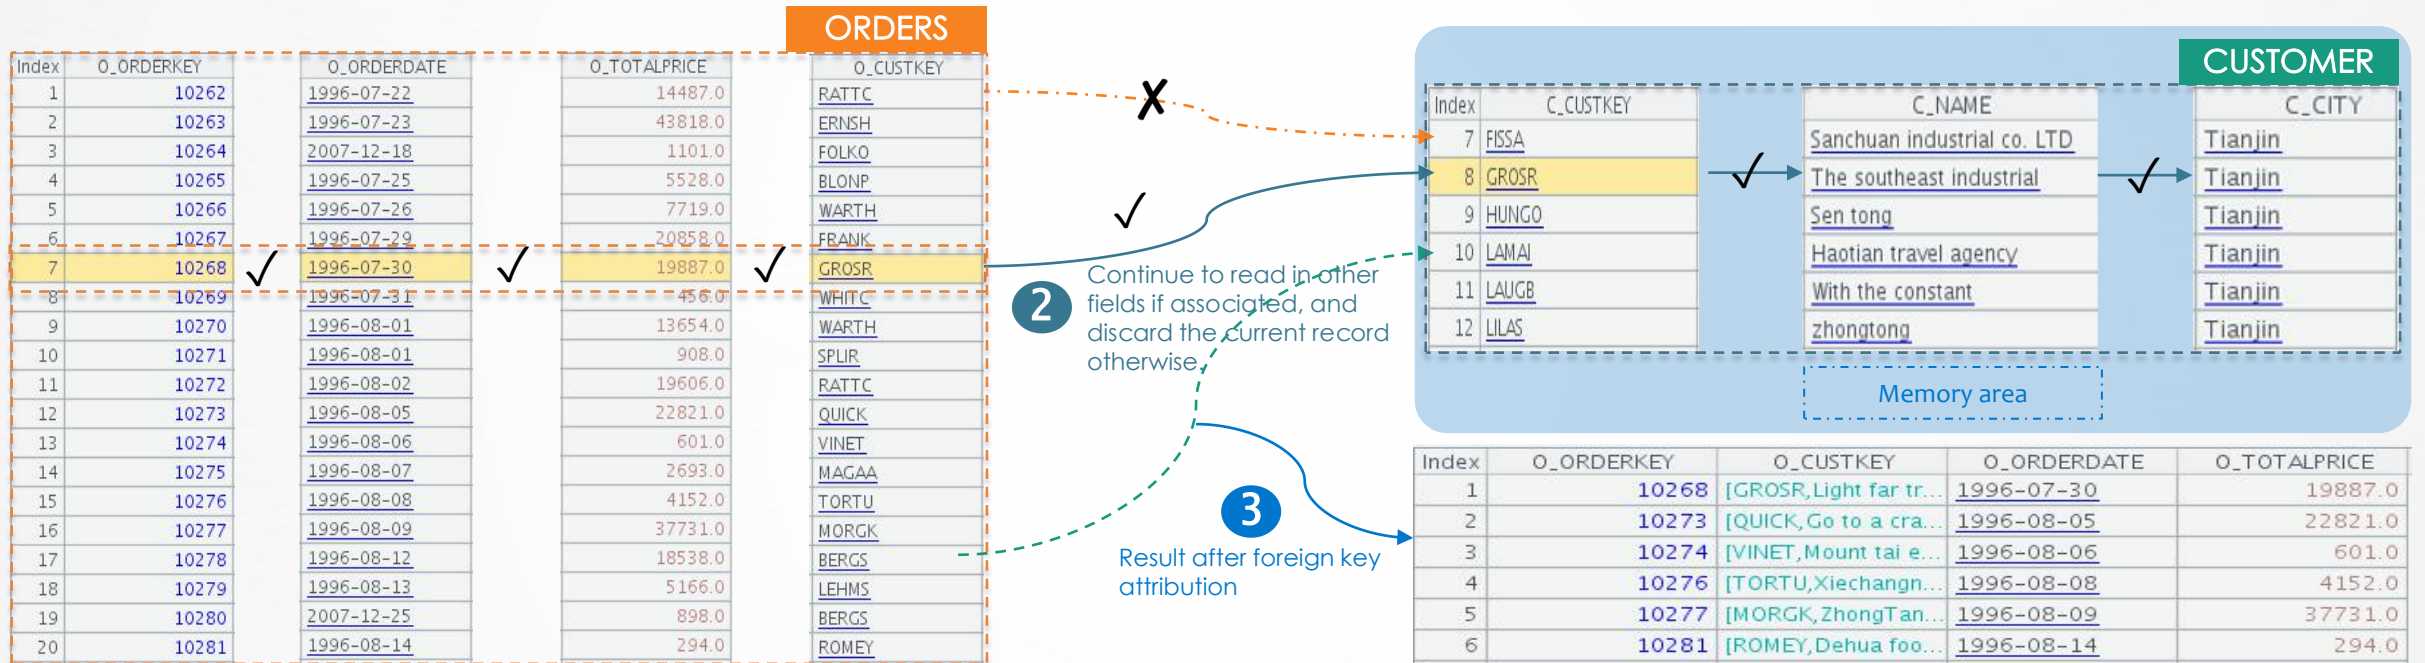 ORDERS
Index O_ORDERKEY O_ORDERDATE O_TOTALPRICE O_CUSTKEY
1 10262 1996-07-22 14487.0 RATTC
2 10263 1996-07-23 43818.0 ERNSH
3 10264 2007-12-18 1101.0 FOLKO
4 10265 1996-07-25 5528.0 BLONP
5 10266 1996-07-26 7719.0 WARTH
6 10267 1996-07-29 20858.0 FRANK
7 10268 1996-07-30 19887.0 GROSR
8 10269 1996-07-31 456.0 WHITC
9 10270 1996-08-01 13654.0 WARTH
10 10271 1996-08-01 908.0 SPLIR
11 10272 1996-08-02 19606.0 RATTC
12 10273 1996-08-05 22821.0 QUICK
13 10274 1996-08-06 601.0 VINET
14 10275 1996-08-07 2693.0 MAGAA
15 10276 1996-08-08 4152.0 TORTU
16 10277 1996-08-09 37731.0 MORGK
17 10278 1996-08-12 18538.0 BERGS
18 10279 1996-08-13 5166.0 LEHMS
19 10280 2007-12-25 898.0 BERGS
20 10281 1996-08-14 294.0 ROMEY
2
Continue to read in other
fields if associated, and
discard the current record
otherwise.
CUSTOMER
Index C_CUSTKEY C_NAME C_CITY
7 FISSA Sanchuan industrial co. LTD Tianjin
8 GROSR The southeast industrial Tianjin
9 HUNGO Sen tong Tianjin
10 LAMAI Haotian travel agency Tianjin
11 LAUGB With the constant Tianjin
12 LILAS zhongtong Tianjin
Memory area
3
Result after foreign key
attribution
Index O_ORDERKEY O_CUSTKEY O_ORDERDATE O_TOTALPRICE
1 10268 [GROSR,Light far tr... 1996-07-30 19887.0
2 10273 [QUICK,Go to a cra... 1996-08-05 22821.0
3 10274 [VINET,Mount tai e... 1996-08-06 601.0
4 10276 [TORTU,Xiechangn... 1996-08-08 4152.0
5 10277 [MORGK,ZhongTan... 1996-08-09 37731.0
6 10281 [ROMEY,Dehua foo... 1996-08-14 294.0